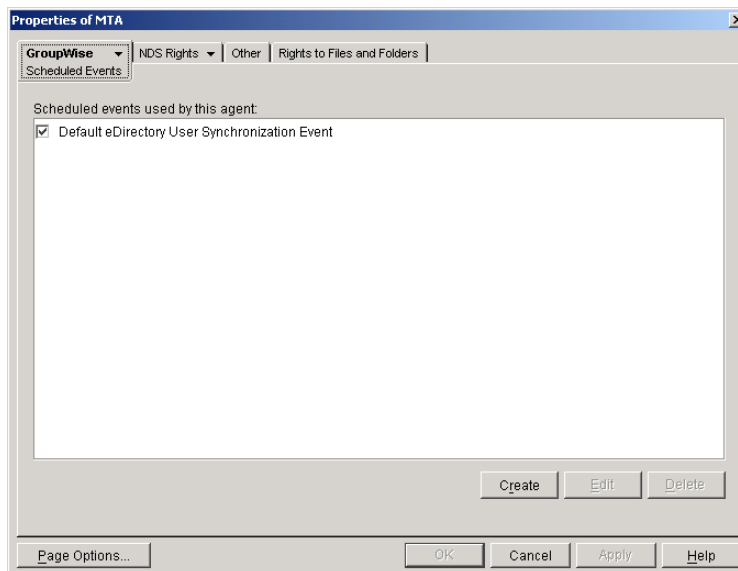 Properties of MTA
GroupWise NDS Rights Other Rights to Files and Folders
Scheduled Events
Scheduled events used by this agent:
Default eDirectory User Synchronization Event
Create Edit Delete
Page Options... OK Cancel Apply Help